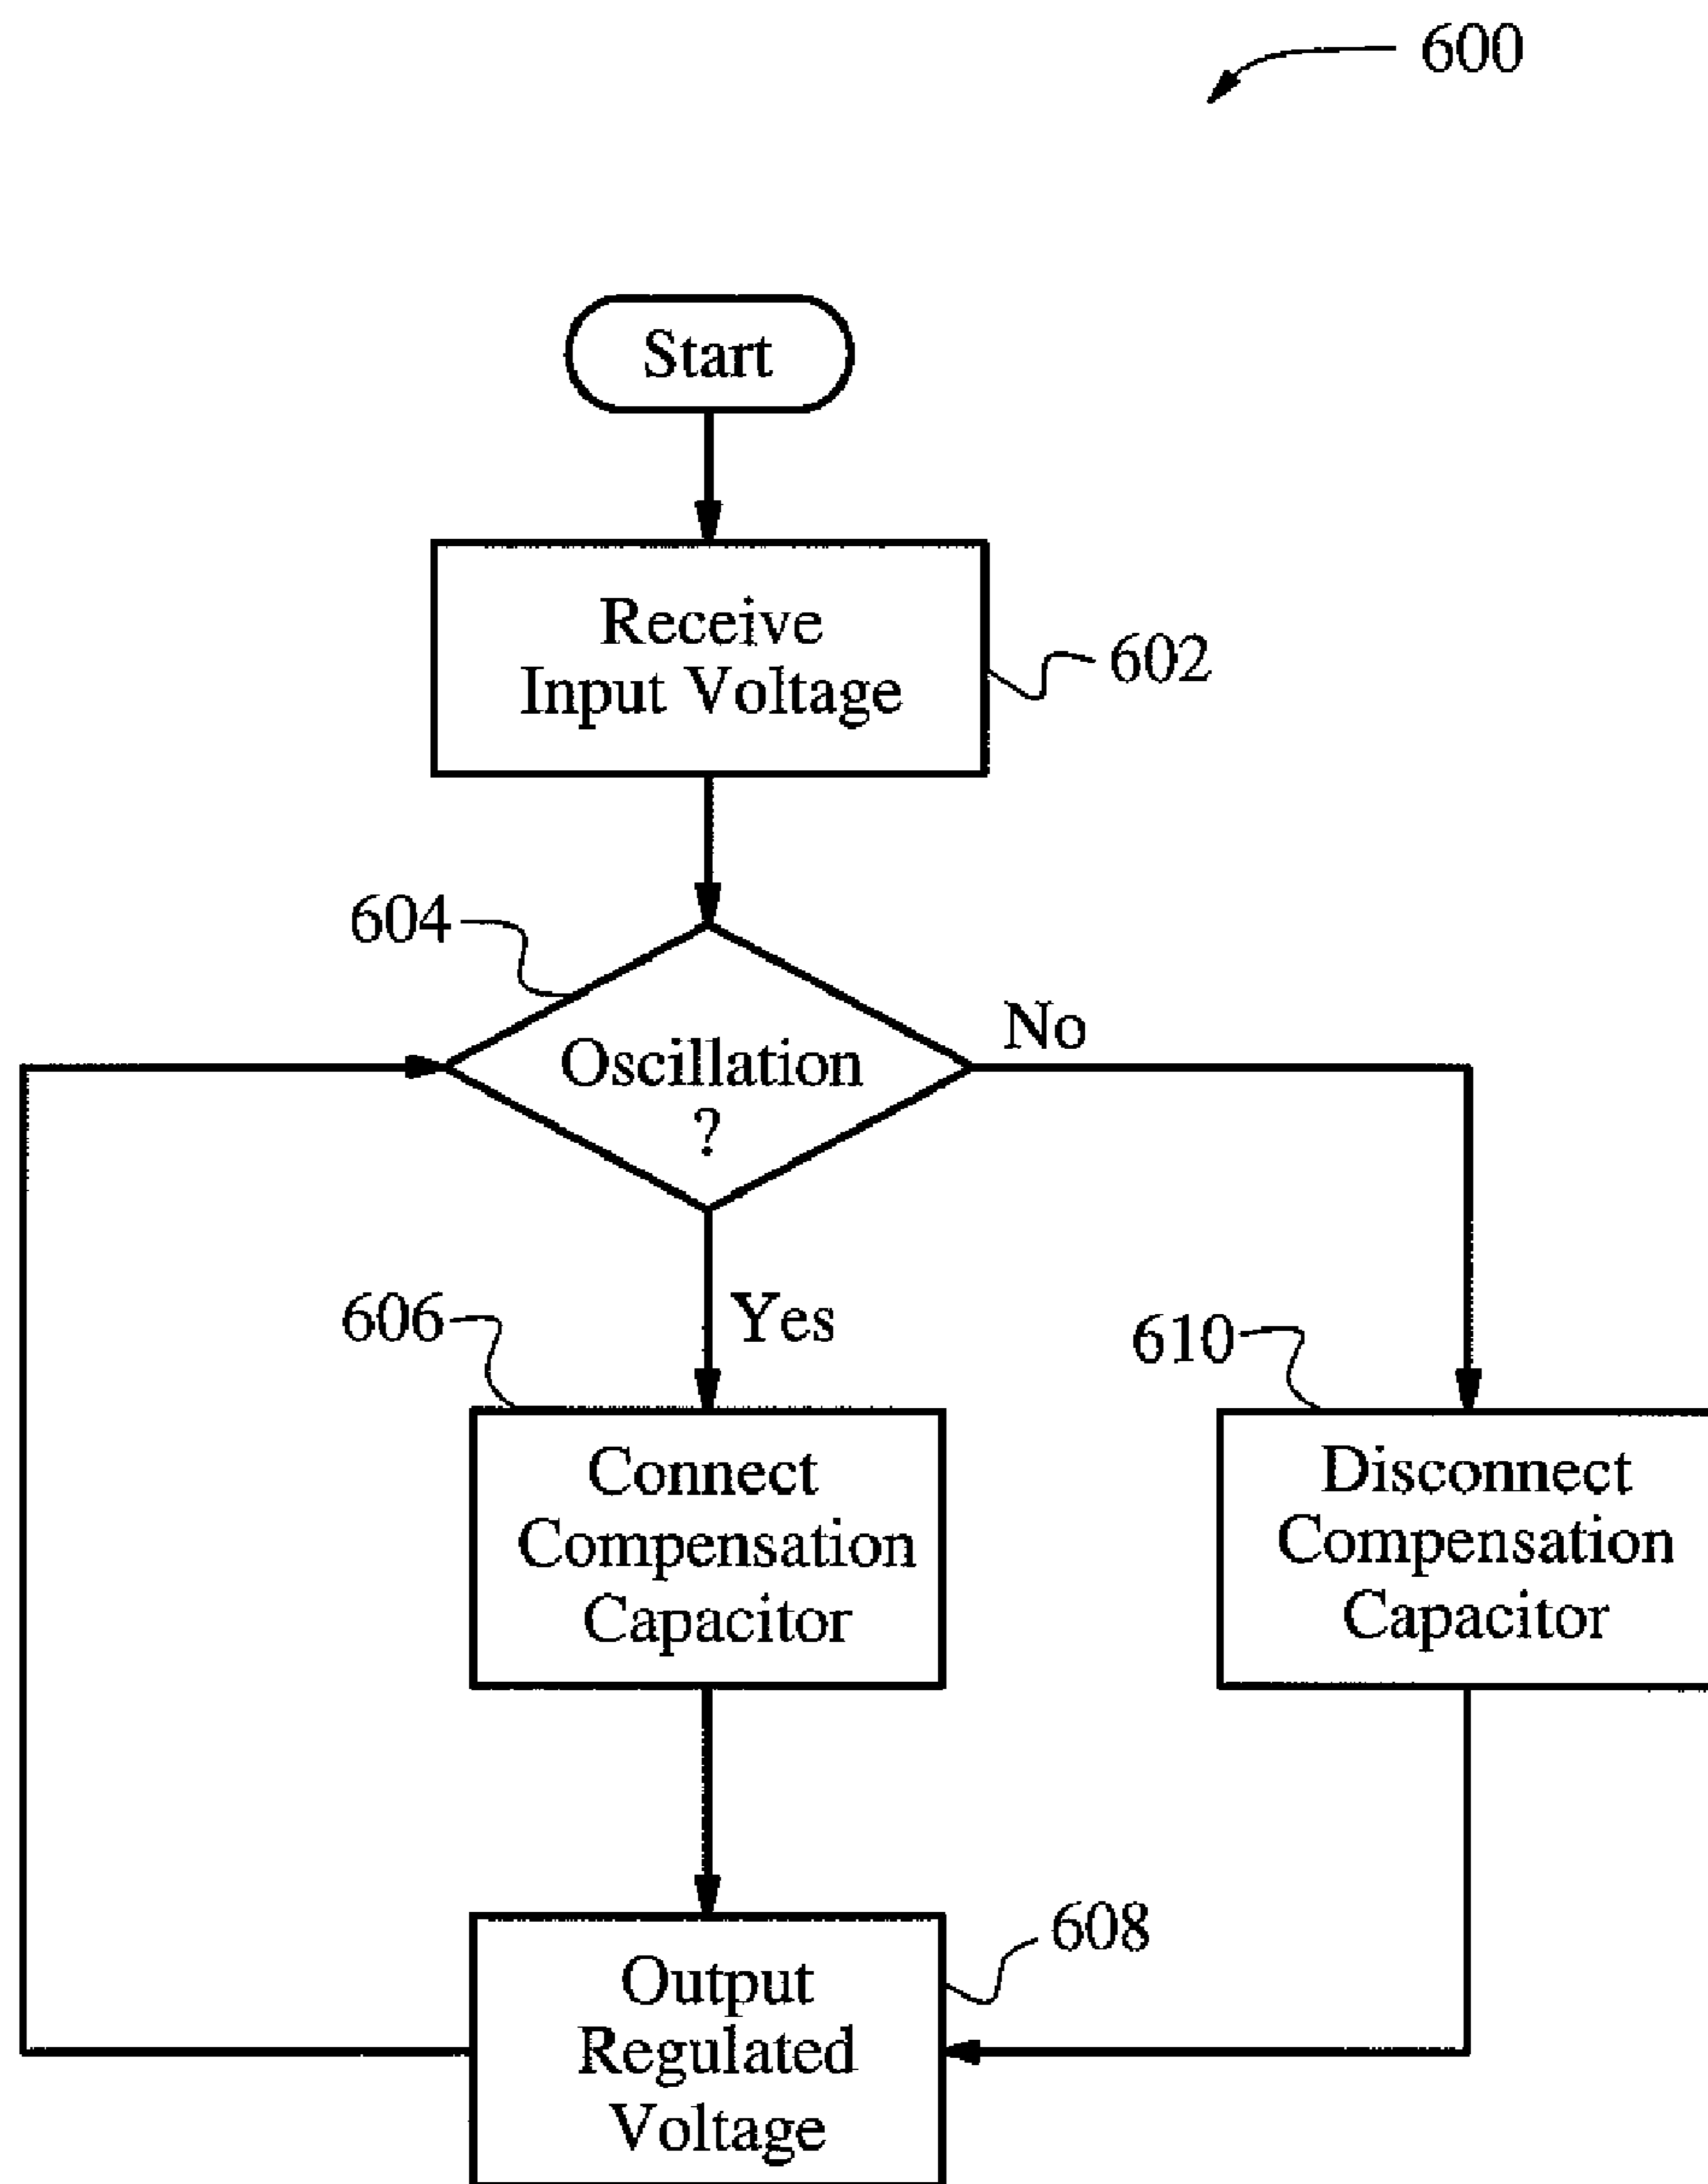 600
Start
Receive
Input Voltage
602
604
Oscillation
?
No
Yes
606
Connect
Compensation
Capacitor
610
Disconnect
Compensation
Capacitor
608
Output
Regulated
Voltage